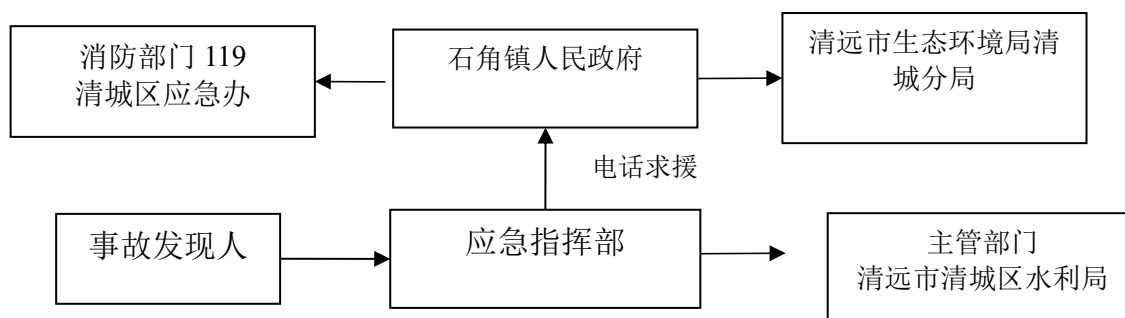 消防部门 119
清城区应急办
石角镇人民政府
清远市生态环境局清
城分局
电话求援
事故发现人
应急指挥部
主管部门
清远市清城区水利局